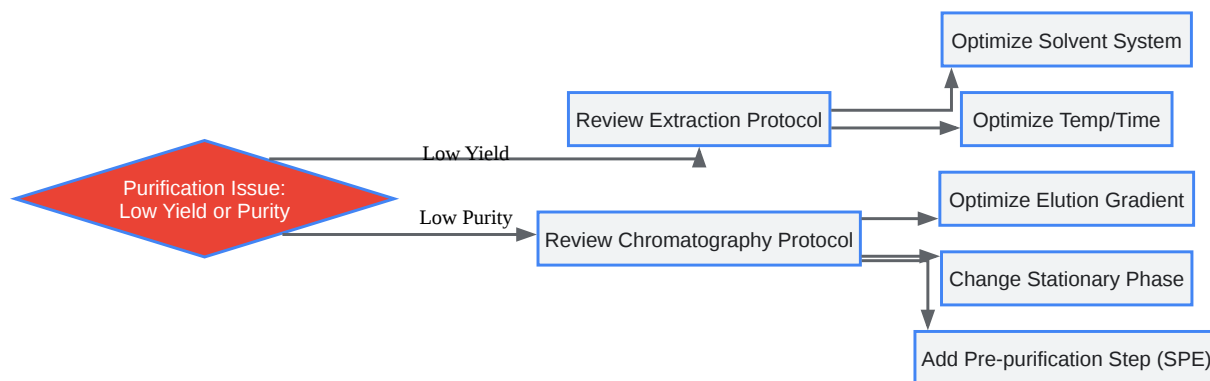 Purification Issue:
Low Yield or Purity
Low Yield
Low Purity
Review Extraction Protocol
Review Chromatography Protocol
Optimize Solvent System
Optimize Temp/Time
Optimize Elution Gradient
Change Stationary Phase
Add Pre-purification Step (SPE)